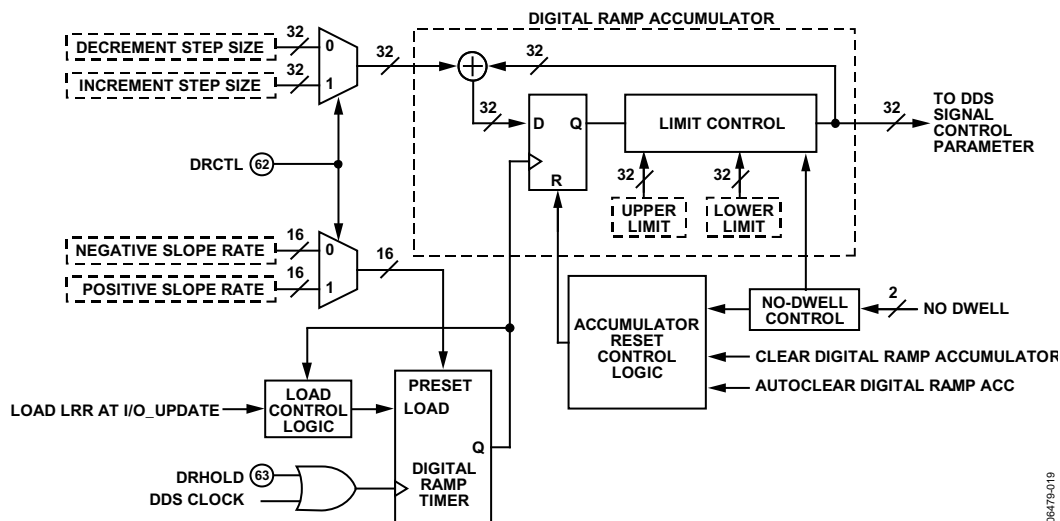 DIGITAL RAMP ACCUMULATOR
DECREMENT STEP SIZE
32
0
32
32
INCREMENT STEP SIZE
32
1
32
D
Q
R
LIMIT CONTROL
32
TO DDS
SIGNAL
CONTROL
PARAMETER
DRCTL
62
32
32
UPPER
LIMIT
LOWER
LIMIT
NEGATIVE SLOPE RATE
16
0
16
POSITIVE SLOPE RATE
16
1
ACCUMULATOR
RESET
CONTROL
LOGIC
NO-DWELL
CONTROL
2
NO DWELL
CLEAR DIGITAL RAMP ACCUMULATOR
AUTOCLEAR DIGITAL RAMP ACC
LOAD LRR AT I/O_UPDATE
LOAD
CONTROL
LOGIC
PRESET
LOAD
Q
DIGITAL
RAMP
TIMER
DRHOLD
63
DDS CLOCK
06479-019